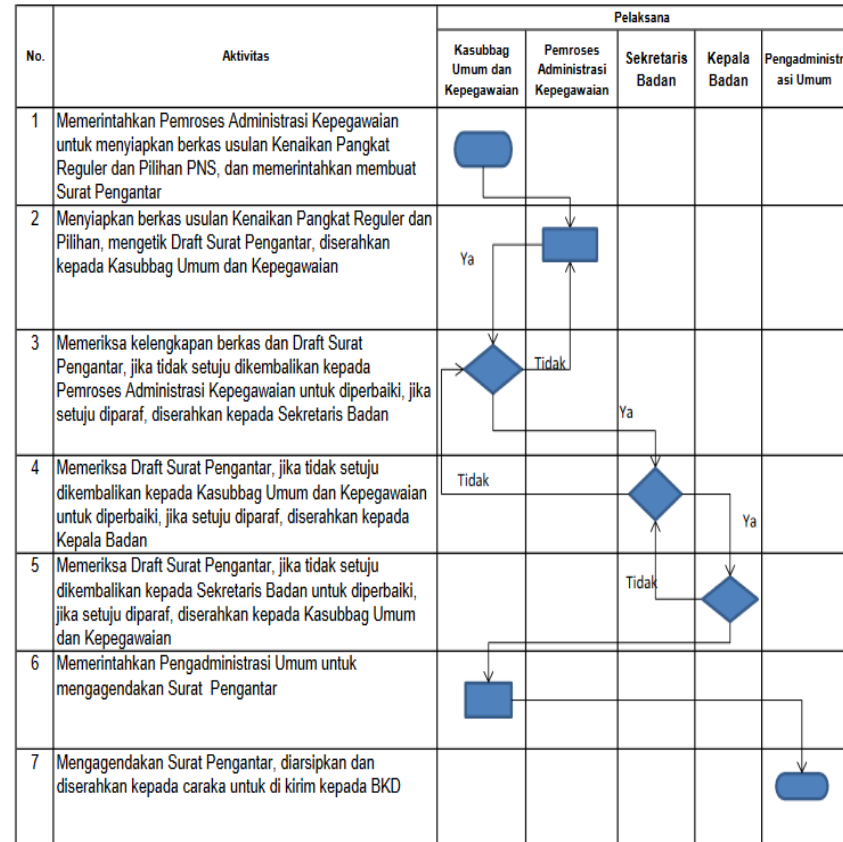 Pelaksana
No.
Aktivitas
Kasubbag
Umum dan
Kepegawaian
Pemroses
Administrasi
Kepegawaian
Sekretaris
Badan
Kepala
Badan
Pengadministr
asi Umum
1
Memerintahkan Pemroses Administrasi Kepegawaian
untuk menyiapkan berkas usulan Kenaikan Pangkat
Reguler dan Pilihan PNS, dan memerintahkan membuat
Surat Pengantar
2
Menyiapkan berkas usulan Kenaikan Pangkat Reguler dan
Pilihan, mengetik Draft Surat Pengantar, diserahkan
kepada Kasubbag Umum dan Kepegawaian
Ya
3
Memeriksa kelengkapan berkas dan Draft Surat
Pengantar, jika tidak setuju dikembalikan kepada
Pemroses Administrasi Kepegawaian untuk diperbaiki, jika
setuju diparaf, diserahkan kepada Sekretaris Badan
Tidak
Ya
4
Memeriksa Draft Surat Pengantar, jika tidak setuju
dikembalikan kepada Kasubbag Umum dan Kepegawaian
untuk diperbaiki, jika setuju diparaf, diserahkan kepada
Kepala Badan
Tidak
Ya
5
Memeriksa Draft Surat Pengantar, jika tidak setuju
dikembalikan kepada Sekretaris Badan untuk diperbaiki,
jika setuju diparaf, diserahkan kepada Kasubbag Umum
dan Kepegawaian
Tidak
6
Memerintahkan Pengadministrasi Umum untuk
mengagendakan Surat Pengantar
7
Mengagendakan Surat Pengantar, diarsipkan dan
diserahkan kepada caraka untuk di kirim kepada BKD